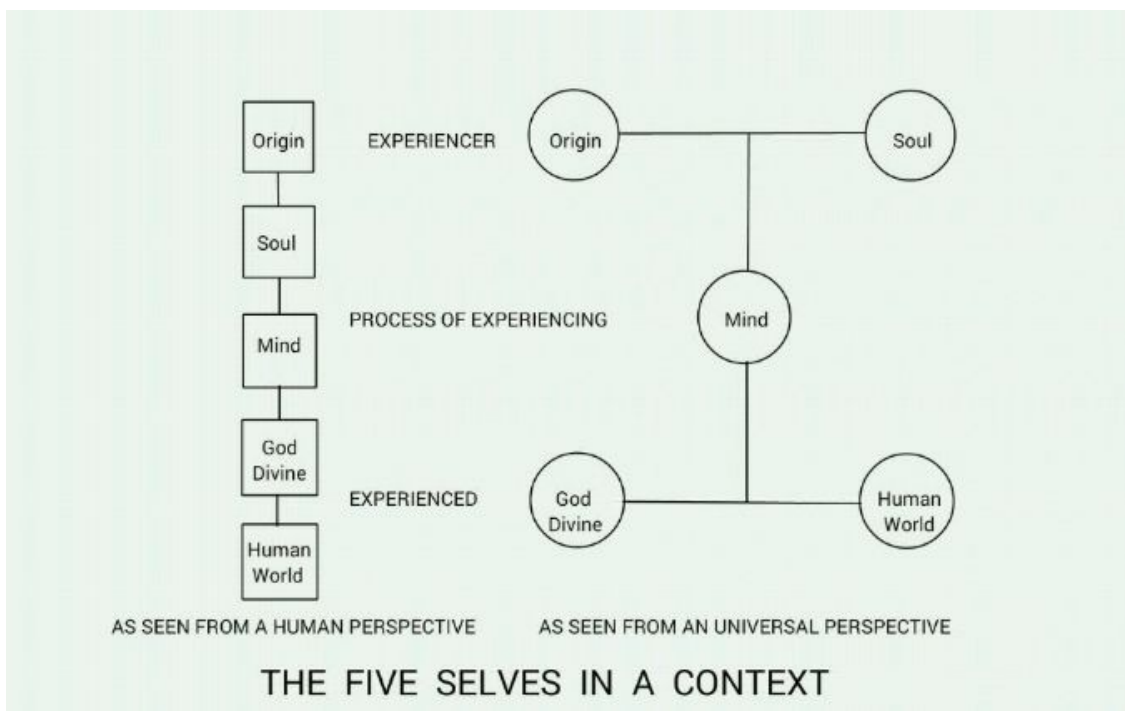 Origin
EXPERIENCER
Origin
Soul
Soul
Mind
PROCESS OF EXPERIENCING
Mind
God
Divine
EXPERIENCED
God
Divine
Human
World
Human
World
AS SEEN FROM A HUMAN PERSPECTIVE
AS SEEN FROM AN UNIVERSAL PERSPECTIVE
THE FIVE SELVES IN A CONTEXT